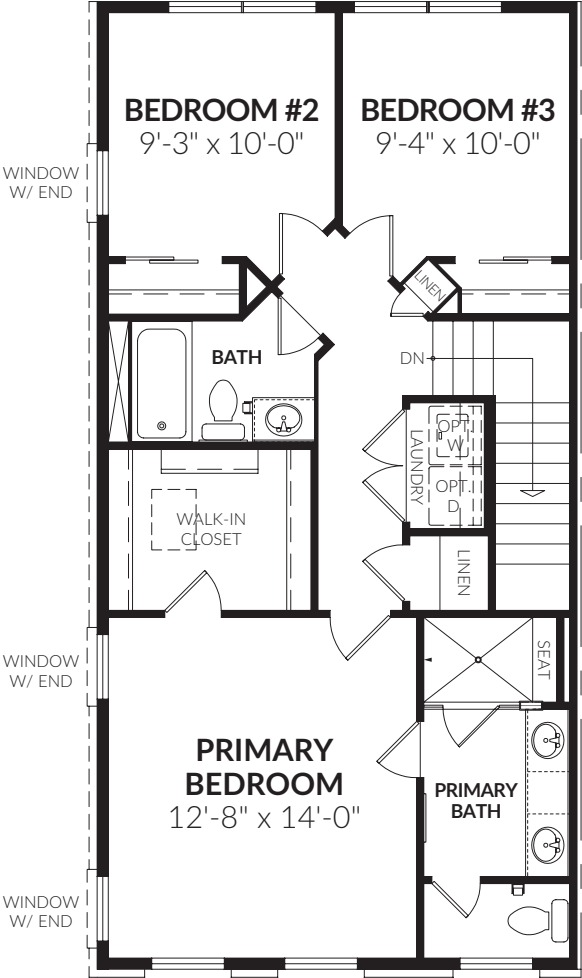 BEDROOM #2
9'-3" x 10'-0"
BEDROOM #3
9'-4" x 10'-0"
WINDOW
W/ END
LINEN
BATH
DN
OPT.
W
LAUNDRY
OPT.
D
WALK-IN
CLOSET
LINEN
WINDOW
W/ END
SEAT
PRIMARY
BEDROOM
12'-8" x 14'-0"
PRIMARY
BATH
WINDOW
W/ END